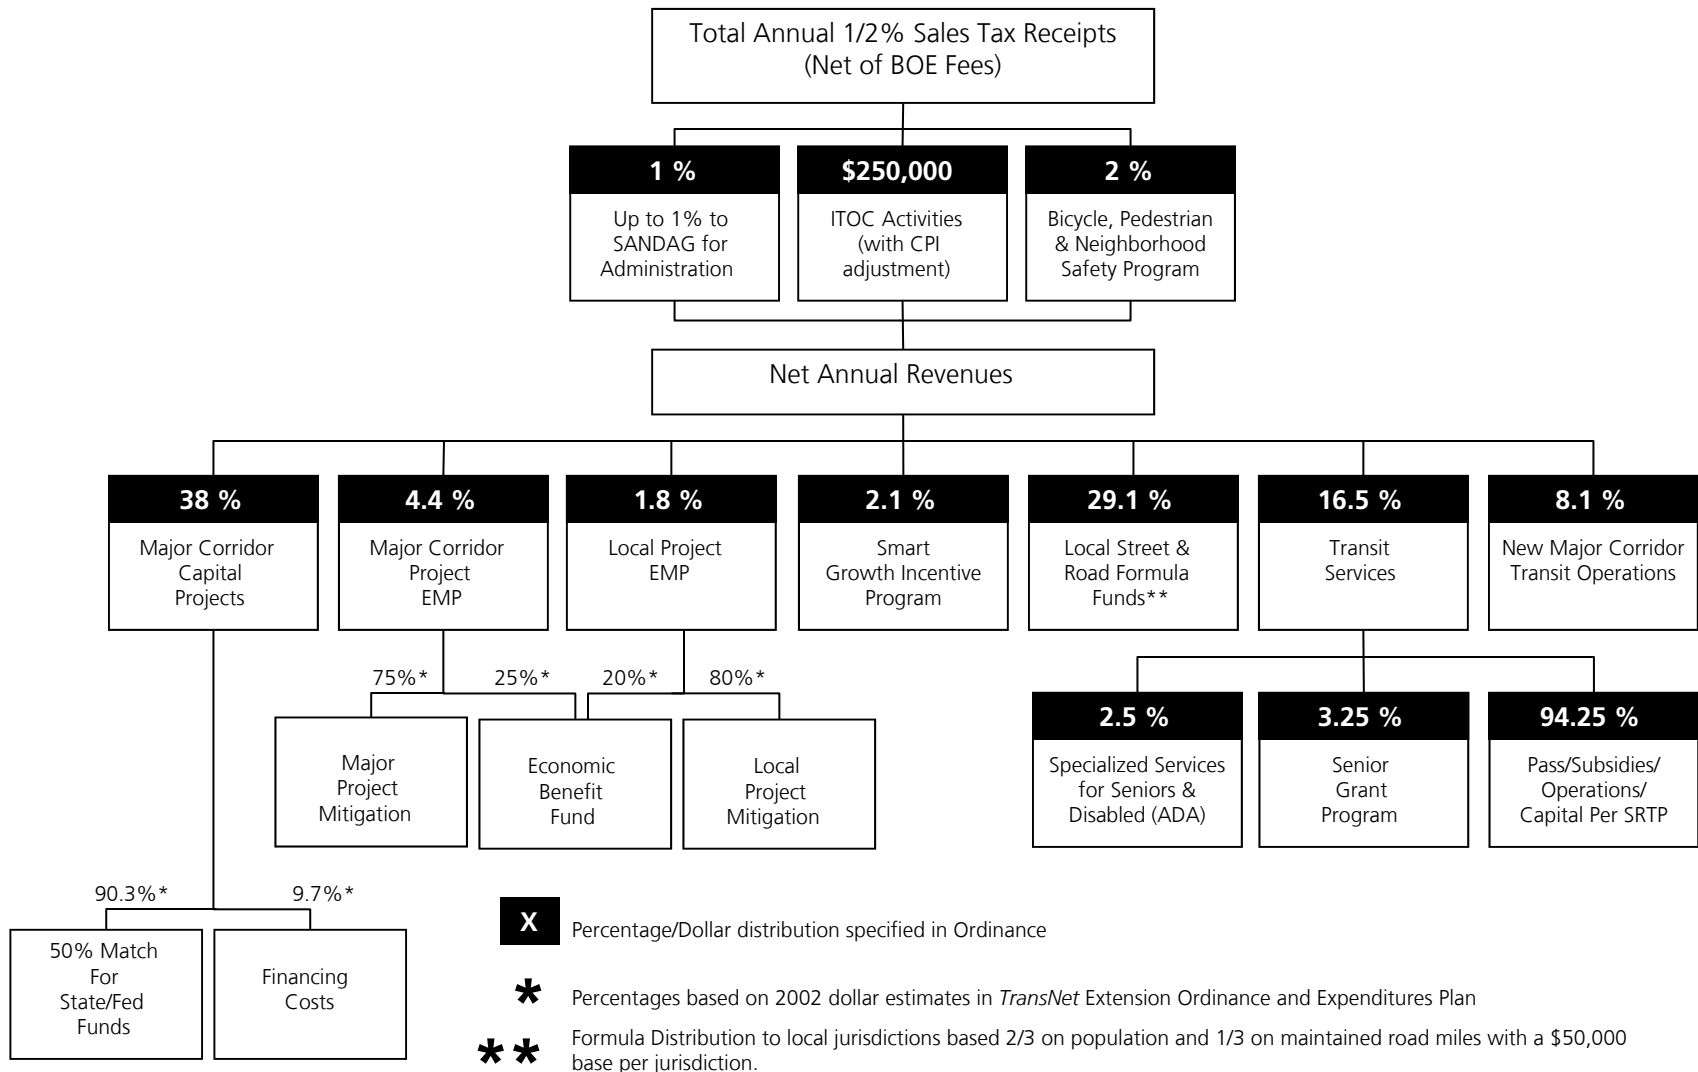 Total Annual 1/2% Sales Tax Receipts
(Net of BOE Fees)
1 %
Up to 1% to
SANDAG for
Administration
$250,000
ITOC Activities
(with CPI
adjustment)
2 %
Bicycle, Pedestrian
& Neighborhood
Safety Program
Net Annual Revenues
38 %
Major Corridor
Capital
Projects
4.4 %
Major Corridor
Project
EMP
1.8 %
Local Project
EMP
2.1 %
Smart
Growth Incentive
Program
29.1 %
Local Street &
Road Formula
Funds**
16.5 %
Transit
Services
8.1 %
New Major Corridor
Transit Operations
75%*
25%*
20%*
80%*
Major
Project
Mitigation
Economic
Benefit
Fund
Local
Project
Mitigation
2.5 %
Specialized Services
for Seniors &
Disabled (ADA)
3.25 %
Senior
Grant
Program
94.25 %
Pass/Subsidies/
Operations/
Capital Per SRTP
90.3%*
9.7%*
50% Match
For
State/Fed
Funds
Financing
Costs
X Percentage/Dollar distribution specified in Ordinance
* Percentages based on 2002 dollar estimates in TransNet Extension Ordinance and Expenditures Plan
** Formula Distribution to local jurisdictions based 2/3 on population and 1/3 on maintained road miles with a $50,000
base per jurisdiction.